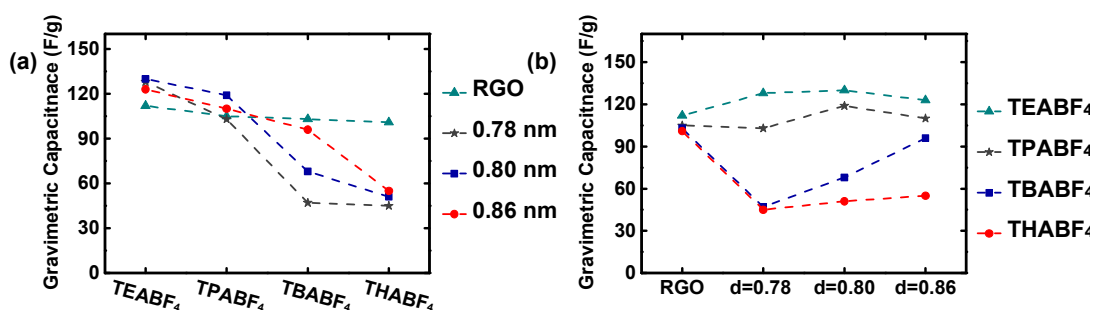 (a)
Gravimetric Capacitnace (F/g)
150
120
90
60
30
0
TEABF₄
TPABF₄
TBABF₄
THABF₄
RGO
0.78 nm
0.80 nm
0.86 nm
(b)
Gravimetric Capacitnace (F/g)
150
120
90
60
30
0
RGO
d=0.78
d=0.80
d=0.86
TEABF₄
TPABF₄
TBABF₄
THABF₄